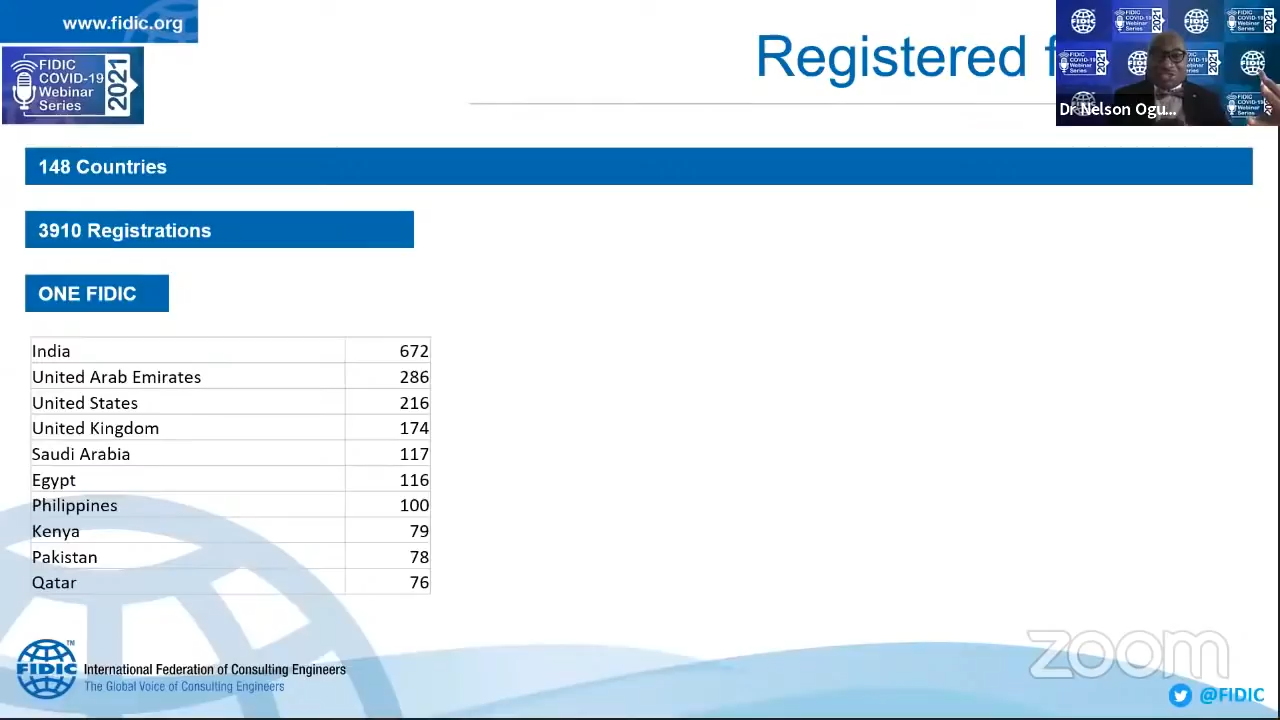 www.fidic.org
FIDIC
COVID-19
Webinar
Series
2021
Registered f
Dr Nelson Ogu...
148 Countries
3910 Registrations
ONE FIDIC
India 672
United Arab Emirates 286
United States 216
United Kingdom 174
Saudi Arabia 117
Egypt 116
Philippines 100
Kenya 79
Pakistan 78
Qatar 76
FIDIC
TM
International Federation of Consulting Engineers
The Global Voice of Consulting Engineers
zoom
@FIDIC